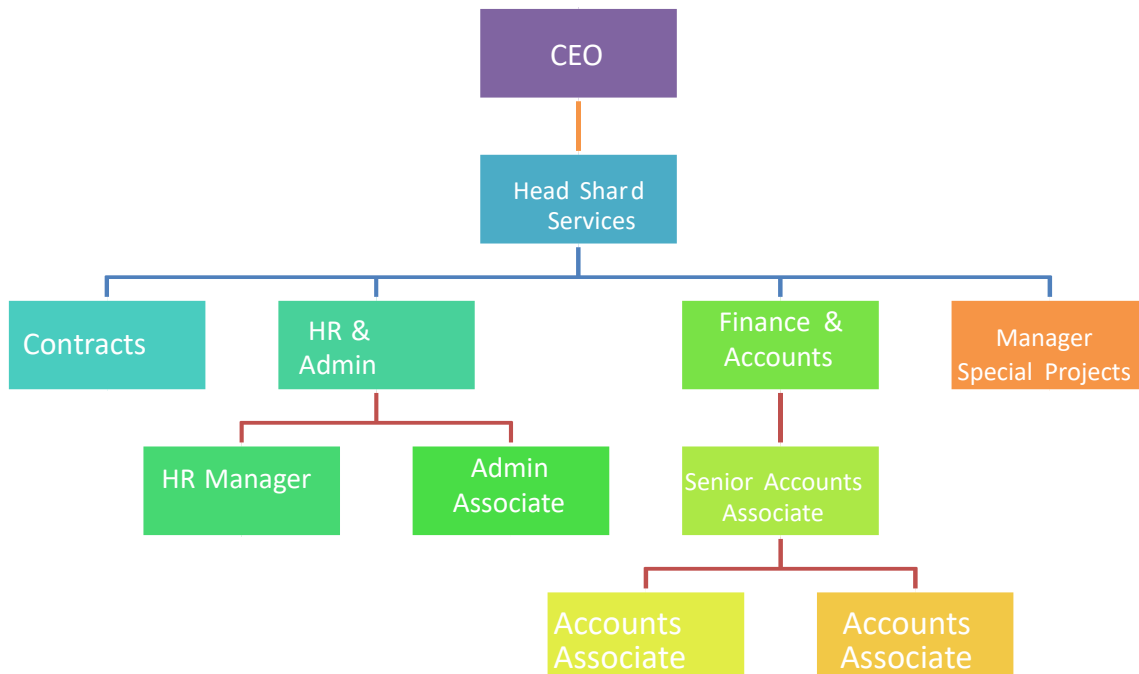 CEO
Head Shard
Services
Contracts
HR &
Admin
Finance &
Accounts
Manager
Special Projects
HR Manager
Admin
Associate
Senior Accounts
Associate
Accounts
Associate
Accounts
Associate